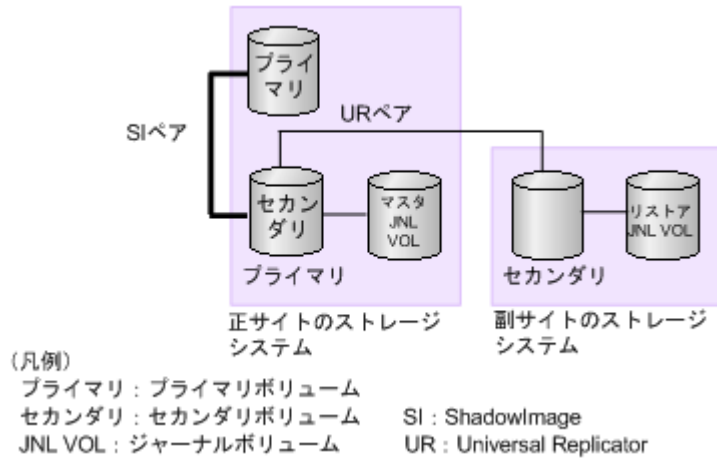 プライ
マリ
SIペア
URペア
セカン
ダリ
マスタ
JNL
VOL
リストア
JNL VOL
プライマリ
セカンダリ
正サイトのストレージ
システム
副サイトのストレージ
システム
(凡例)
プライマリ：プライマリボリューム
セカンダリ：セカンダリボリューム
SI：ShadowImage
JNL VOL：ジャーナルボリューム
UR：Universal Replicator